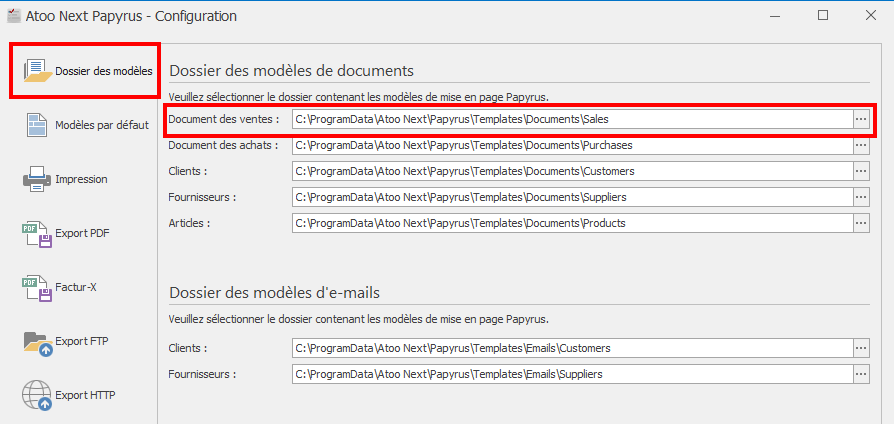 Atoo Next Papyrus - Configuration
Dossier des modèles
Modèles par défaut
Impression
Export PDF
Factur-X
Export FTP
Export HTTP
Dossier des modèles de documents
Veuillez sélectionner le dossier contenant les modèles de mise en page Papyrus.
Document des ventes : C:\ProgramData\Atoo Next\Papyrus\Templates\Documents\Sales ...
Document des achats : C:\ProgramData\Atoo Next\Papyrus\Templates\Documents\Purchases ...
Clients : C:\ProgramData\Atoo Next\Papyrus\Templates\Documents\Customers ...
Fournisseurs : C:\ProgramData\Atoo Next\Papyrus\Templates\Documents\Suppliers ...
Articles : C:\ProgramData\Atoo Next\Papyrus\Templates\Documents\Products ...
Dossier des modèles d'e-mails
Veuillez sélectionner le dossier contenant les modèles de mise en page Papyrus.
Clients : C:\ProgramData\Atoo Next\Papyrus\Templates\Emails\Customers ...
Fournisseurs : C:\ProgramData\Atoo Next\Papyrus\Templates\Emails\Suppliers ...
PDF
PDF